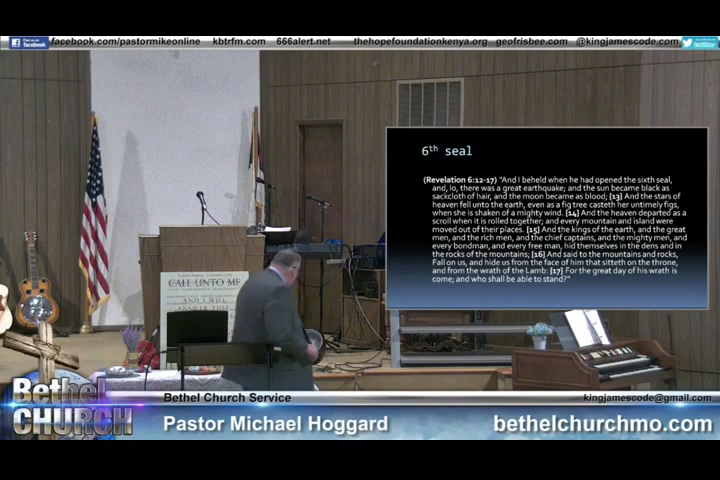 Find us on
facebook
facebook.com/pastormikeonline kbtrfm.com 666alert.net thehopefoundationkenya.org geofrisbee.com @kingjamescode.com
6th seal
(Revelation 6:12-17) "And I beheld when he had opened the sixth seal,
and, lo, there was a great earthquake; and the sun became black as
sackcloth of hair, and the moon became as blood; [13] And the stars of
heaven fell unto the earth, even as a fig tree casteth her untimely figs,
when she is shaken of a mighty wind. [14] And the heaven departed as a
scroll when it is rolled together; and every mountain and island were
moved out of their places. [15] And the kings of the earth, and the great
men, and the rich men, and the chief captains, and the mighty men, and
every bondman, and every free man, hid themselves in the dens and in
the rocks of the mountains; [16] And said to the mountains and rocks,
Fall on us, and hide us from the face of him that sitteth on the throne,
and from the wrath of the Lamb: [17] For the great day of his wrath is
come; and who shall be able to stand?"
CALL UNTO ME
AND I WILL
ANSWER THEE
Bethel
CHURCH
Bethel Church Service kingjamescode@gmail.com
Pastor Michael Hoggard bethelchurchmo.com